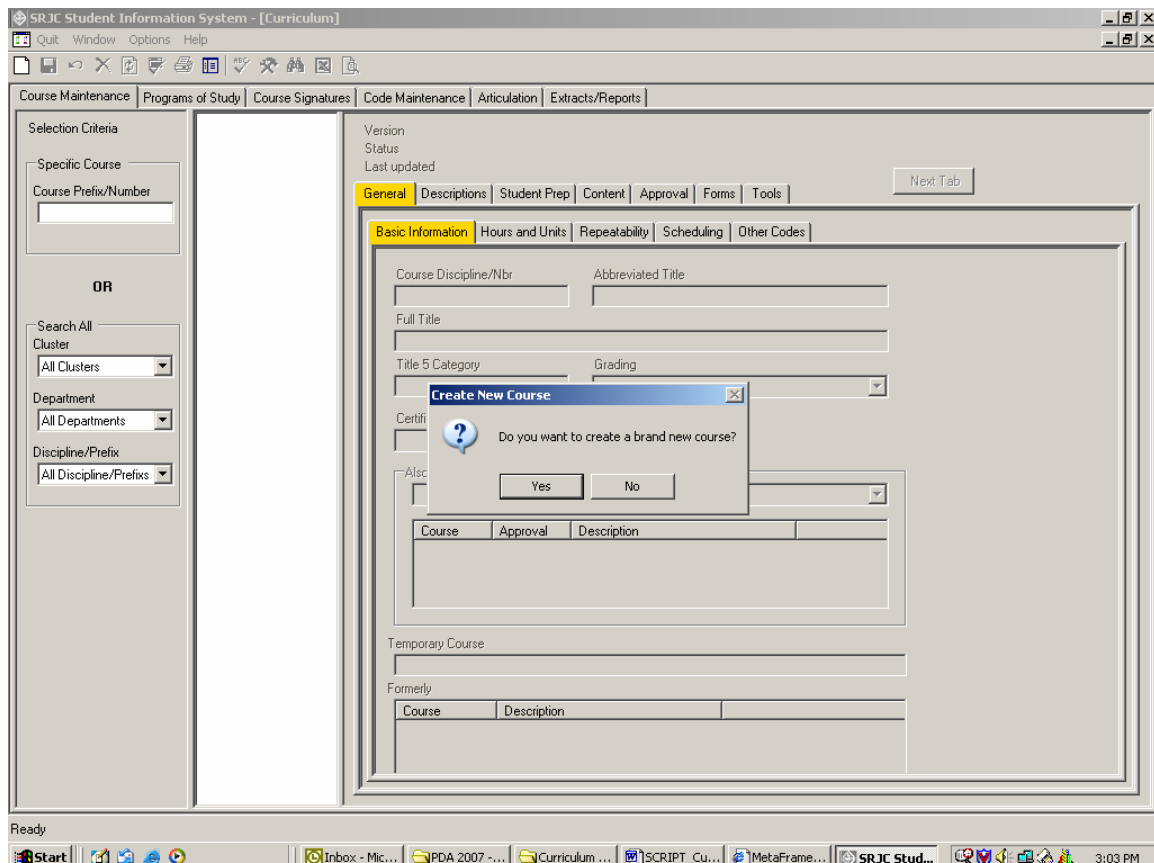 SRJC Student Information System - [Curriculum]
Quit Window Options Help
ABC
Course Maintenance Programs of Study Course Signatures Code Maintenance Articulation Extracts/Reports
Selection Criteria
Specific Course
Course Prefix/Number
OR
Search All
Cluster
All Clusters
Department
All Departments
Discipline/Prefix
All Discipline/Prefixs
Version
Status
Last updated
Next Tab
General Descriptions Student Prep Content Approval Forms Tools
Basic Information Hours and Units Repeatability Scheduling Other Codes
Course Discipline/Nbr Abbreviated Title
Full Title
Title 5 Category Grading
Create New Course
Do you want to create a brand new course?
Yes No
Course Approval Description
Temporary Course
Formerly
Course Description
Ready
Start Inbox - Mic... PDA 2007 -... Curriculum ... SCRIPT_Cu... MetaFrame... SRJC Stud... 3:03 PM